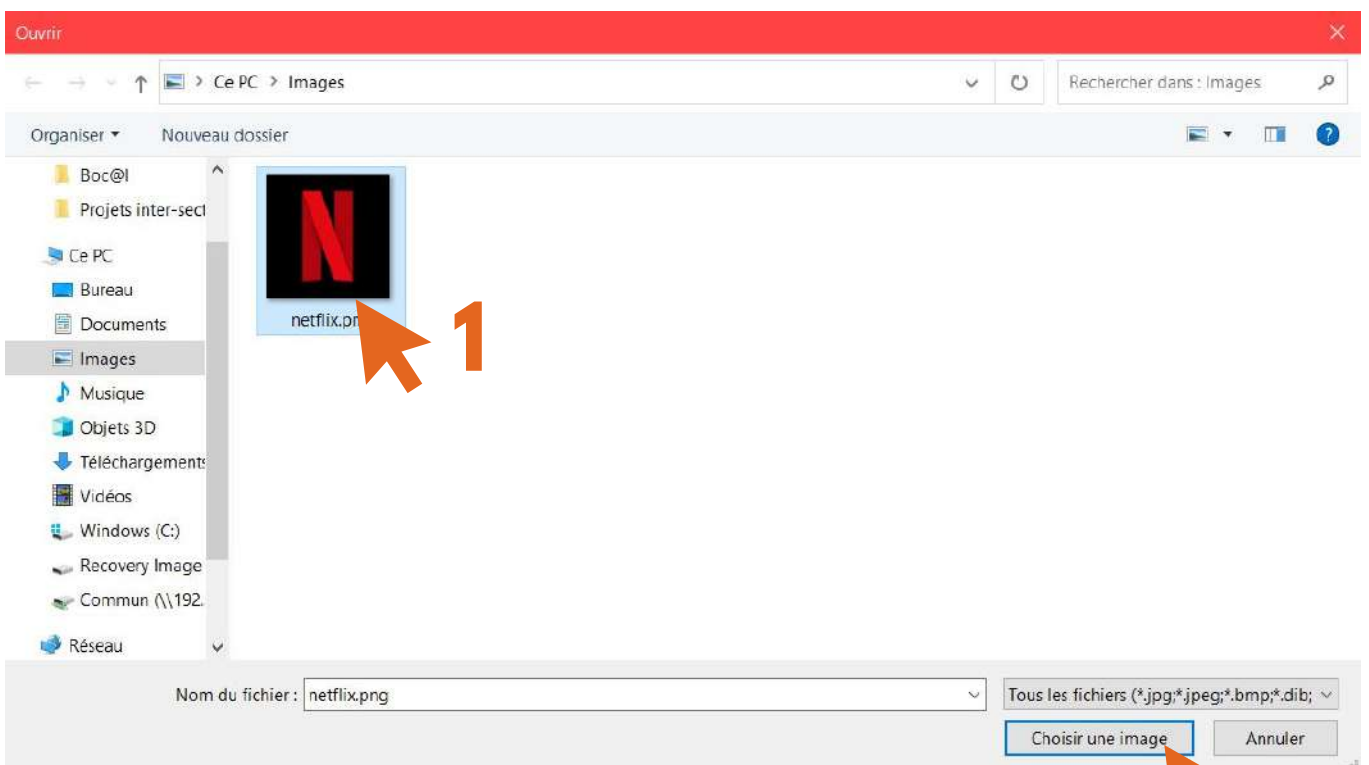 Ouvrir
Ce PC > Images
Rechercher dans : Images
Organiser
Nouveau dossier
?
Boc@l
Projets inter-sect
Ce PC
Bureau
Documents
Images
Musique
Objets 3D
Téléchargements
Vidéos
Windows (C:)
Recovery Image
Commun (\\192.
Réseau
N
netflix.pn
1
Nom du fichier : netflix.png
Tous les fichiers (*.jpg;*.jpeg;*.bmp;*.dib;
Choisir une image
Annuler